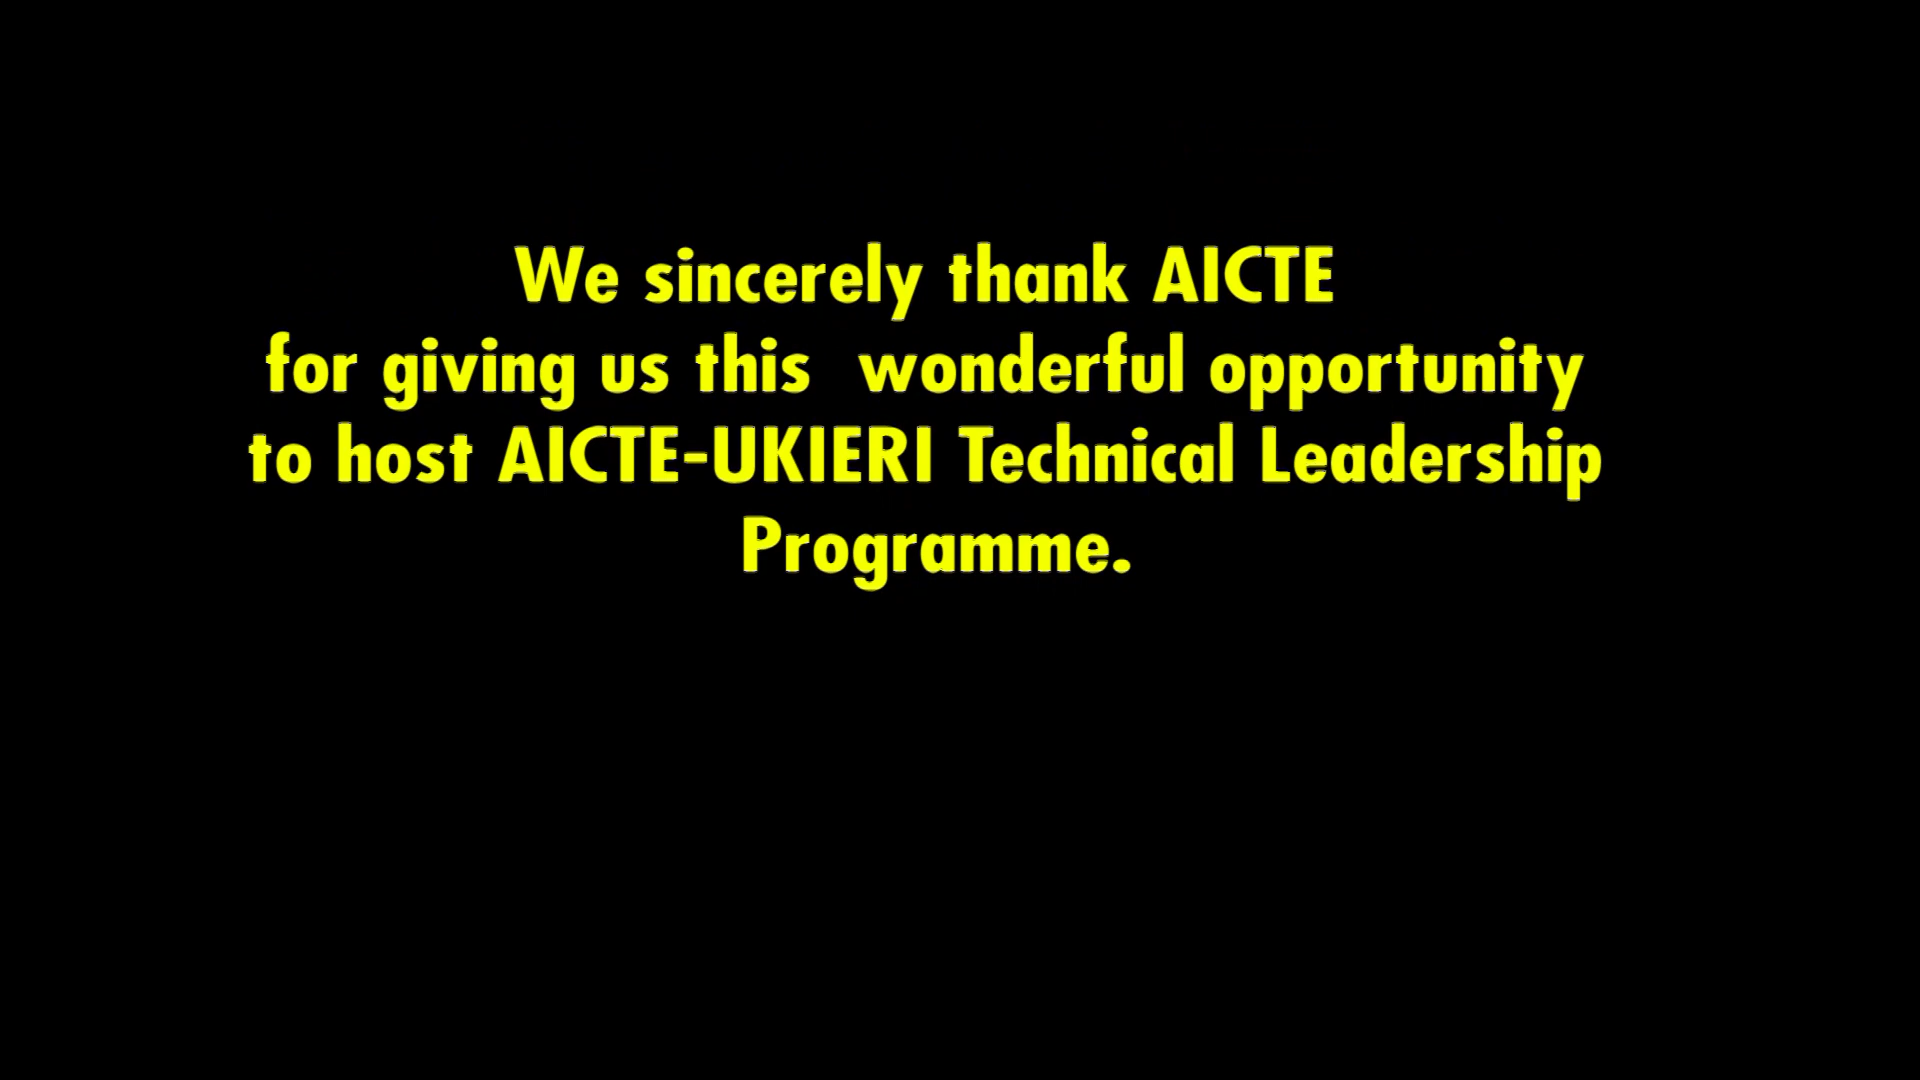 We sincerely thank AICTE
for giving us this  wonderful opportunity
to host AICTE-UKIERI Technical Leadership
Programme.